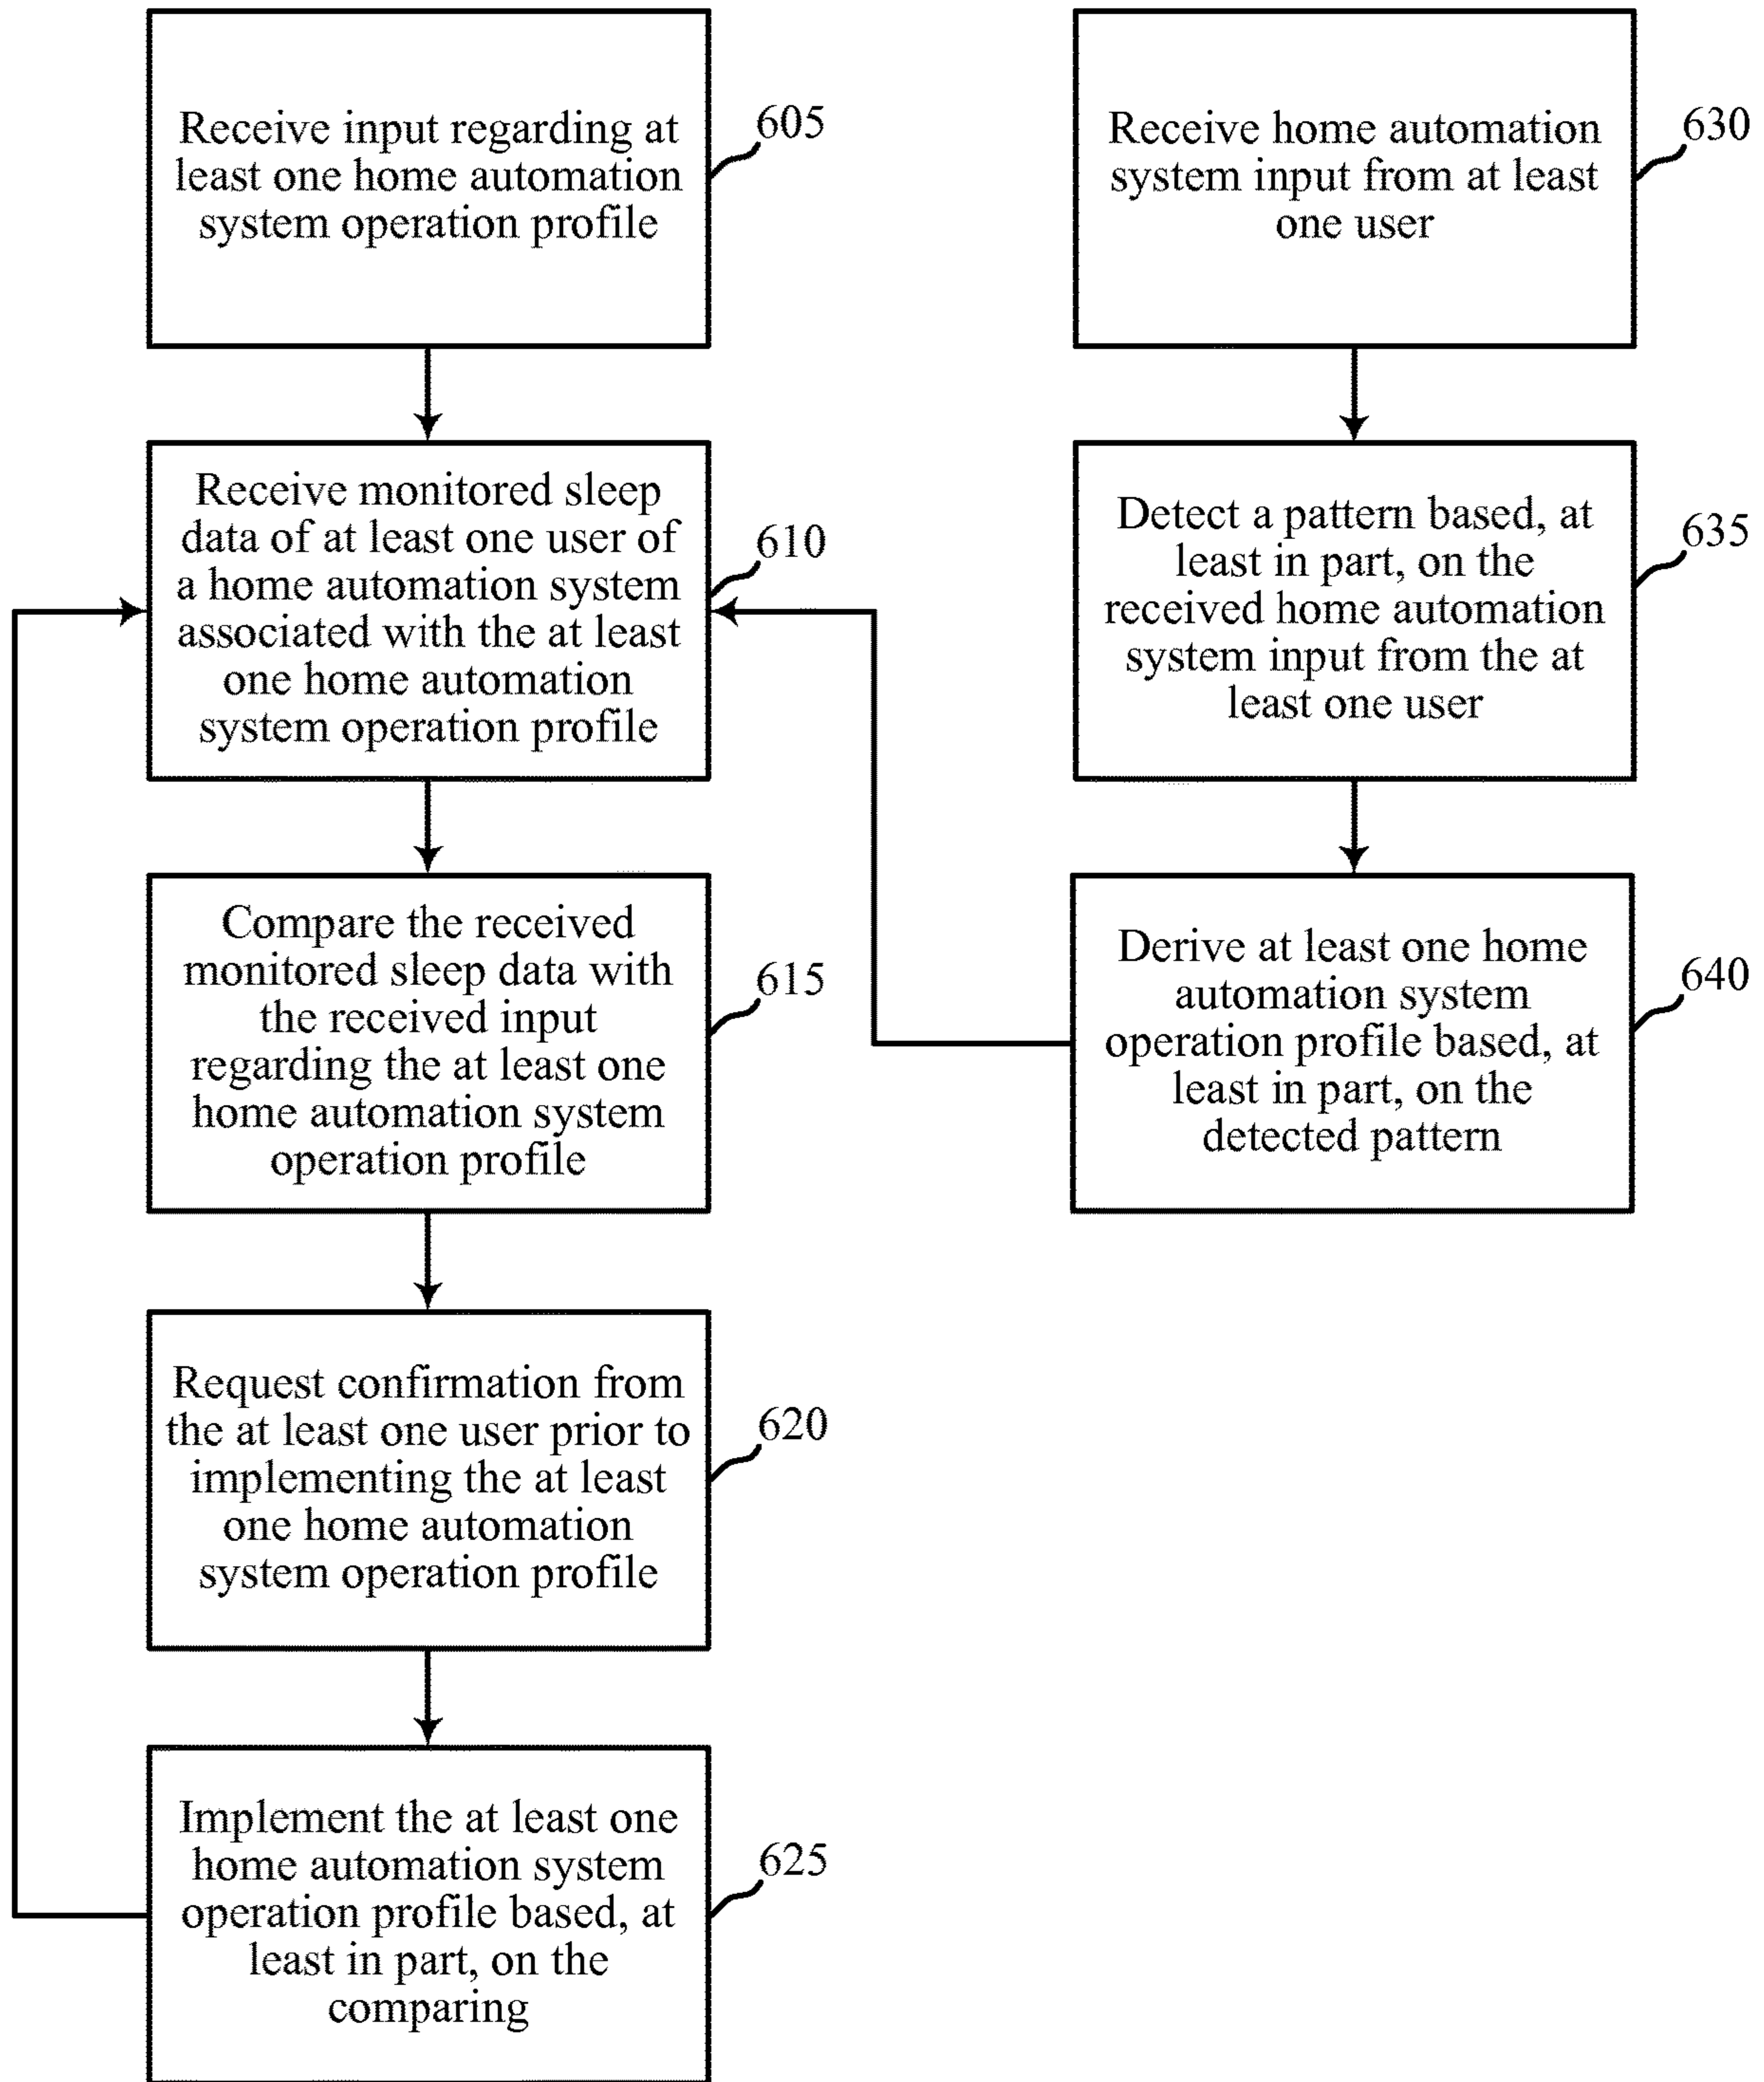 Receive input regarding at
least one home automation
system operation profile
605
Receive monitored sleep
data of at least one user of
a home automation system
associated with the at least
one home automation
system operation profile
610
Compare the received
monitored sleep data with
the received input
regarding the at least one
home automation system
operation profile
615
Request confirmation from
the at least one user prior to
implementing the at least
one home automation
system operation profile
620
Implement the at least one
home automation system
operation profile based, at
least in part, on the
comparing
625
Receive home automation
system input from at least
one user
630
Detect a pattern based, at
least in part, on the
received home automation
system input from the at
least one user
635
Derive at least one home
automation system
operation profile based, at
least in part, on the
detected pattern
640